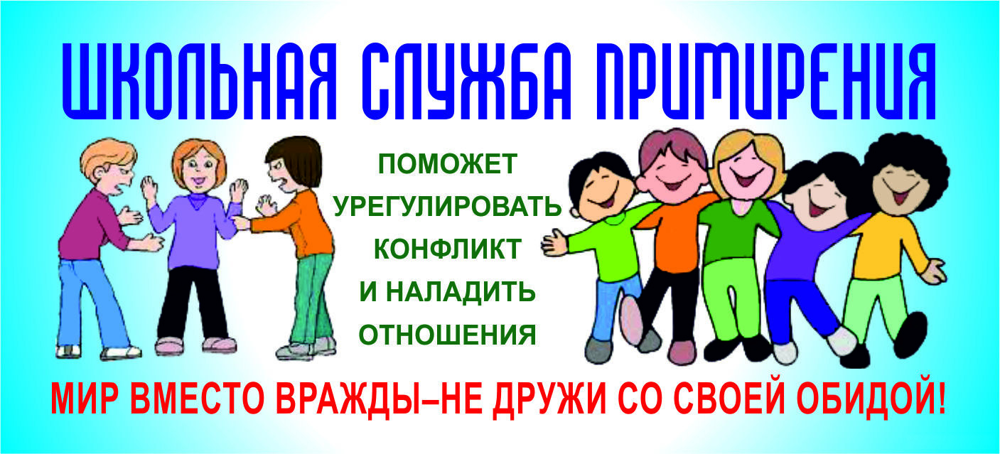 ШКОЛЬНАЯ СЛУЖБА ПРИМИРЕНИЯ
ПОМОЖЕТ
УРЕГУЛИРОВАТЬ
КОНФЛИКТ
И НАЛАДИТЬ
ОТНОШЕНИЯ
МИР ВМЕСТО ВРАЖДЫ–НЕ ДРУЖИ СО СВОЕЙ ОБИДОЙ!